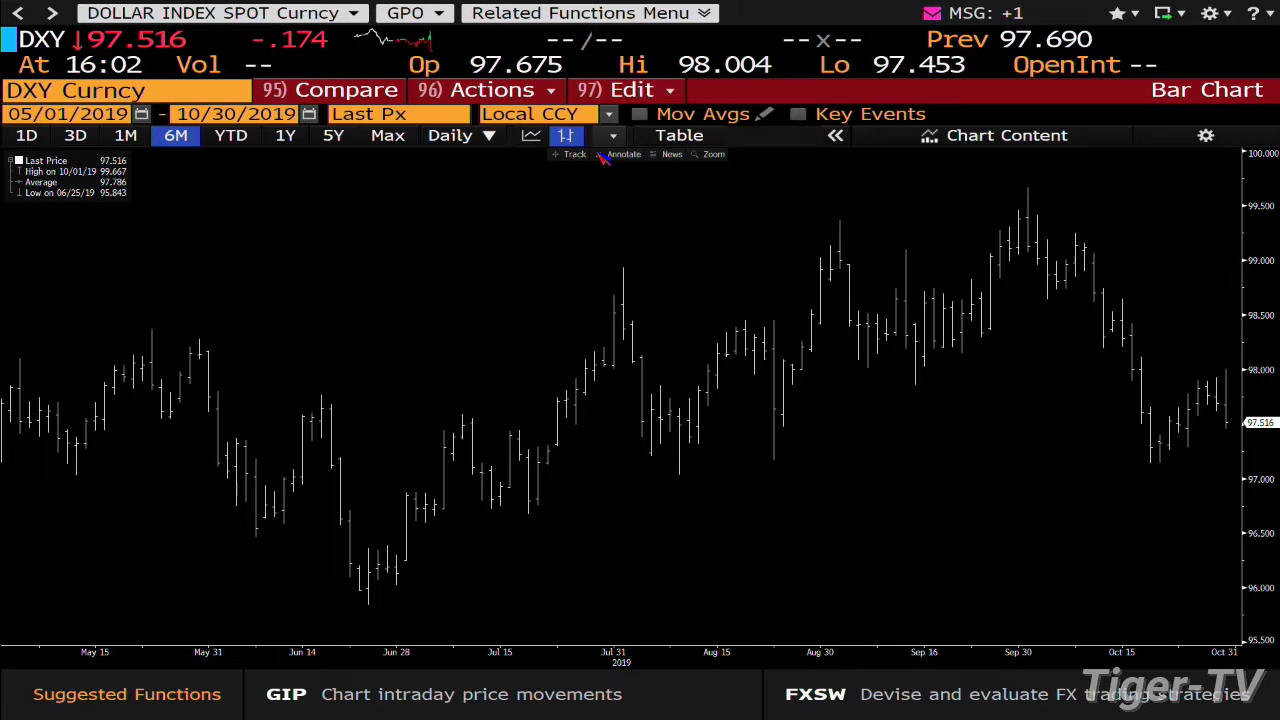 DOLLAR INDEX SPOT Curncy GPO Related Functions Menu MSG: +1 ?
DXY ↓97.516 -.174 --/-- --x-- Prev 97.690
At 16:02 Vol -- Op 97.675 Hi 98.004 Lo 97.453 OpenInt --
DXY Curncy 95) Compare 96) Actions 97) Edit Bar Chart
05/01/2019 - 10/30/2019 Last Px Local CCY Mov Avgs Key Events
1D 3D 1M 6M YTD 1Y 5Y Max Daily ▼ Table « Chart Content
Track Annotate News Zoom
Last Price 97.516
High on 10/01/19 99.667
Average 97.786
Low on 06/25/19 95.843
100.000
99.500
99.000
98.500
98.000
97.516
97.000
96.500
96.000
95.500
May 15 May 31 Jun 14 Jun 28 Jul 15 Jul 31 Aug 15 Aug 30 Sep 16 Sep 30 Oct 15 Oct 31
2019
Suggested Functions GIP Chart intraday price movements FXSW Devise and evaluate FX trading strategies
Tiger-TV